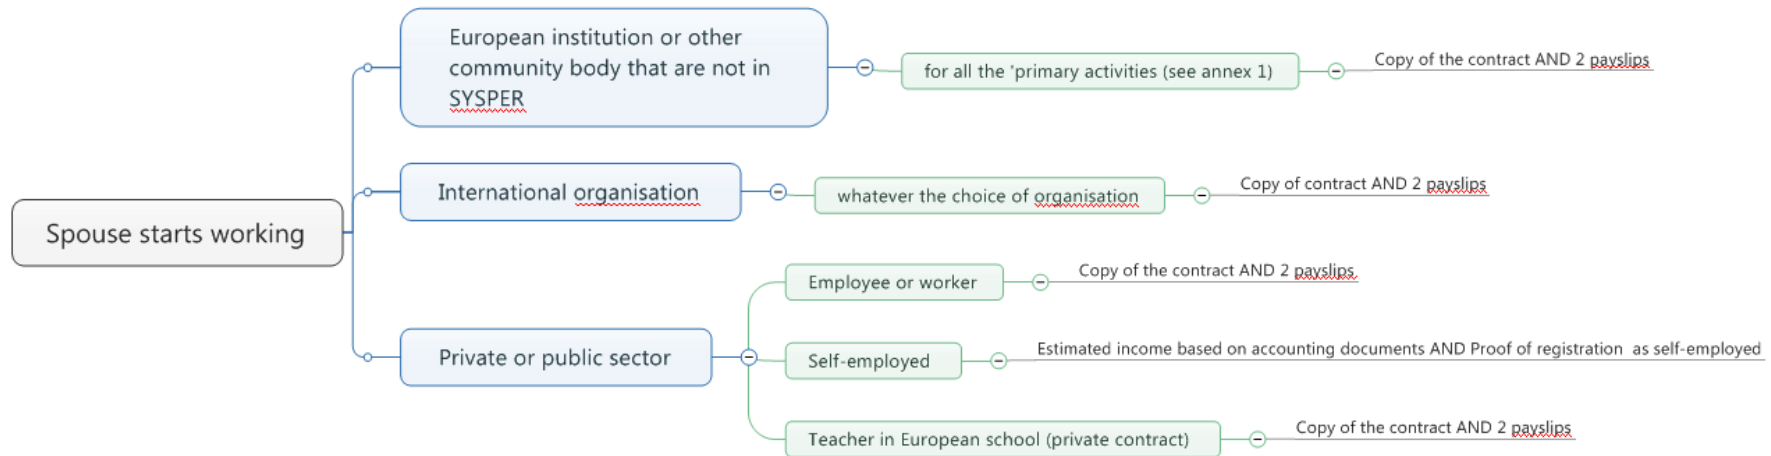 European institution or other
community body that are not in
SYSPER
for all the 'primary activities (see annex 1)
Copy of the contract AND 2 payslips
International organisation
whatever the choice of organisation
Copy of contract AND 2 payslips
Spouse starts working
Employee or worker
Copy of the contract AND 2 payslips
Private or public sector
Self-employed
Estimated income based on accounting documents AND Proof of registration  as self-employed
Teacher in European school (private contract)
Copy of the contract AND 2 payslips